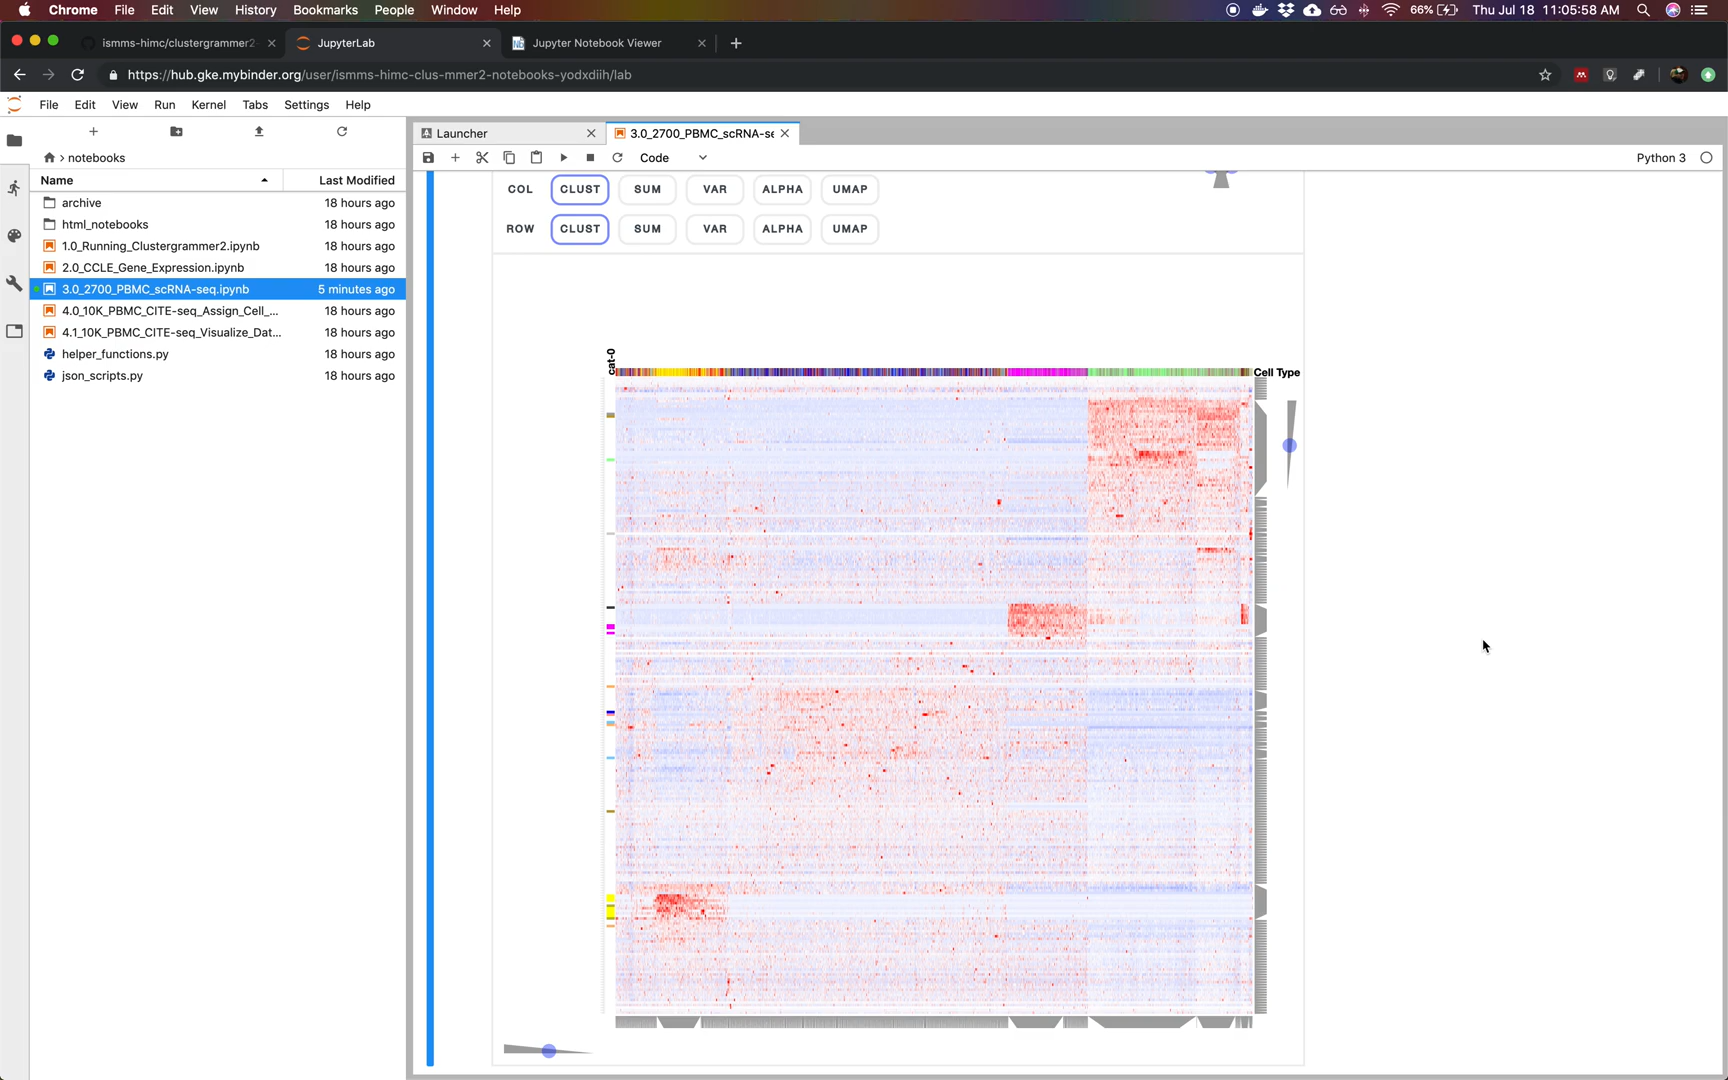 Chrome File Edit View History Bookmarks People Window Help 66% Thu Jul 18 11:05:58 AM
ismms-himc/clustergrammer2- JupyterLab Jupyter Notebook Viewer
https://hub.gke.mybinder.org/user/ismms-himc-clus-mmer2-notebooks-yodxdiih/lab
File Edit View Run Kernel Tabs Settings Help
Launcher 3.0_2700_PBMC_scRNA-se
Code Python 3
notebooks
Name Last Modified
archive 18 hours ago
html_notebooks 18 hours ago
1.0_Running_Clustergrammer2.ipynb 18 hours ago
2.0_CCLE_Gene_Expression.ipynb 18 hours ago
3.0_2700_PBMC_scRNA-seq.ipynb 5 minutes ago
4.0_10K_PBMC_CITE-seq_Assign_Cell_... 18 hours ago
4.1_10K_PBMC_CITE-seq_Visualize_Dat... 18 hours ago
helper_functions.py 18 hours ago
json_scripts.py 18 hours ago
COL CLUST SUM VAR ALPHA UMAP
ROW CLUST SUM VAR ALPHA UMAP
cat-0
Cell Type